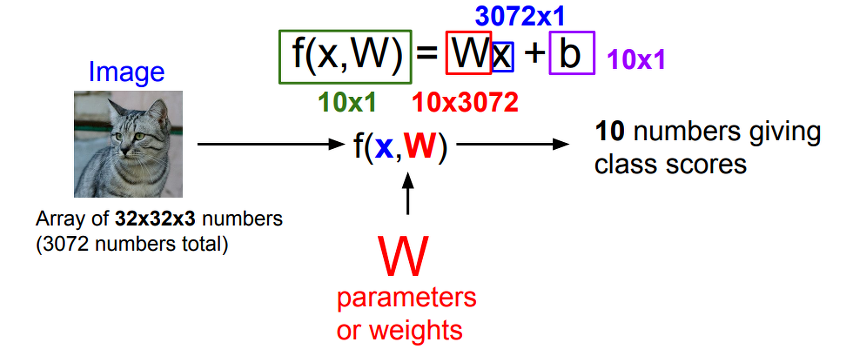 3072x1
f(x,W) = Wx + b 10x1
10x1 10x3072
Image
f(x,W)
10 numbers giving
class scores
Array of 32x32x3 numbers
(3072 numbers total)
W
parameters
or weights